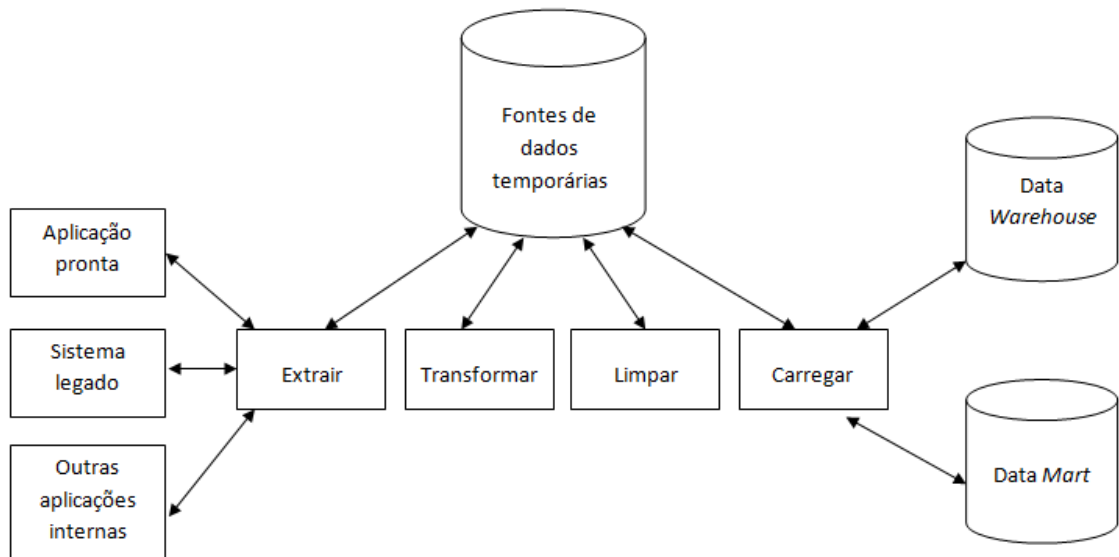 Fontes de
dados
temporárias
Data
Warehouse
Aplicação
pronta
Sistema
legado
Extrair
Transformar
Limpar
Carregar
Outras
aplicações
internas
Data Mart